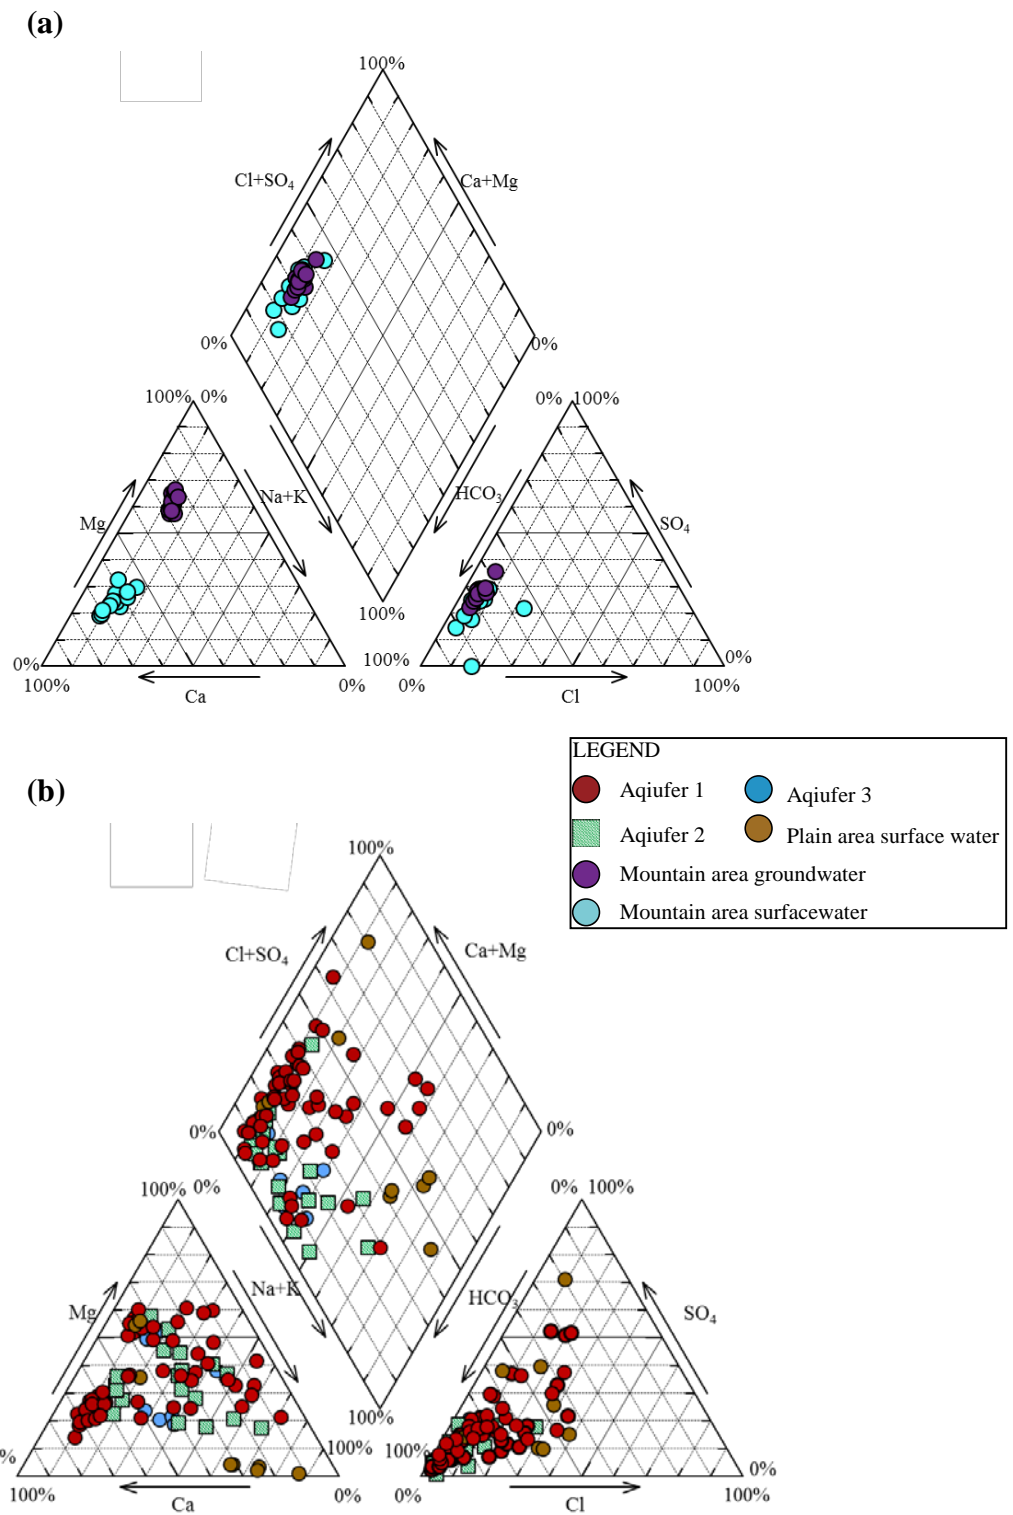 (a)
100%
Cl+SO4
Ca+Mg
0%
0%
100% 0%
0% 100%
Na+K
HCO3
Mg
SO4
100%
0%
100%
0%
100%
Ca
0%
0%
Cl
100%
LEGEND
Aqiufer 1
Aqiufer 3
Aqiufer 2
Plain area surface water
Mountain area groundwater
Mountain area surfacewater
(b)
100%
Cl+SO4
Ca+Mg
0%
0%
100% 0%
0% 100%
Na+K
HCO3
Mg
SO4
100%
%
100%
100%
0%
100%
Ca
0%
0%
Cl
100%